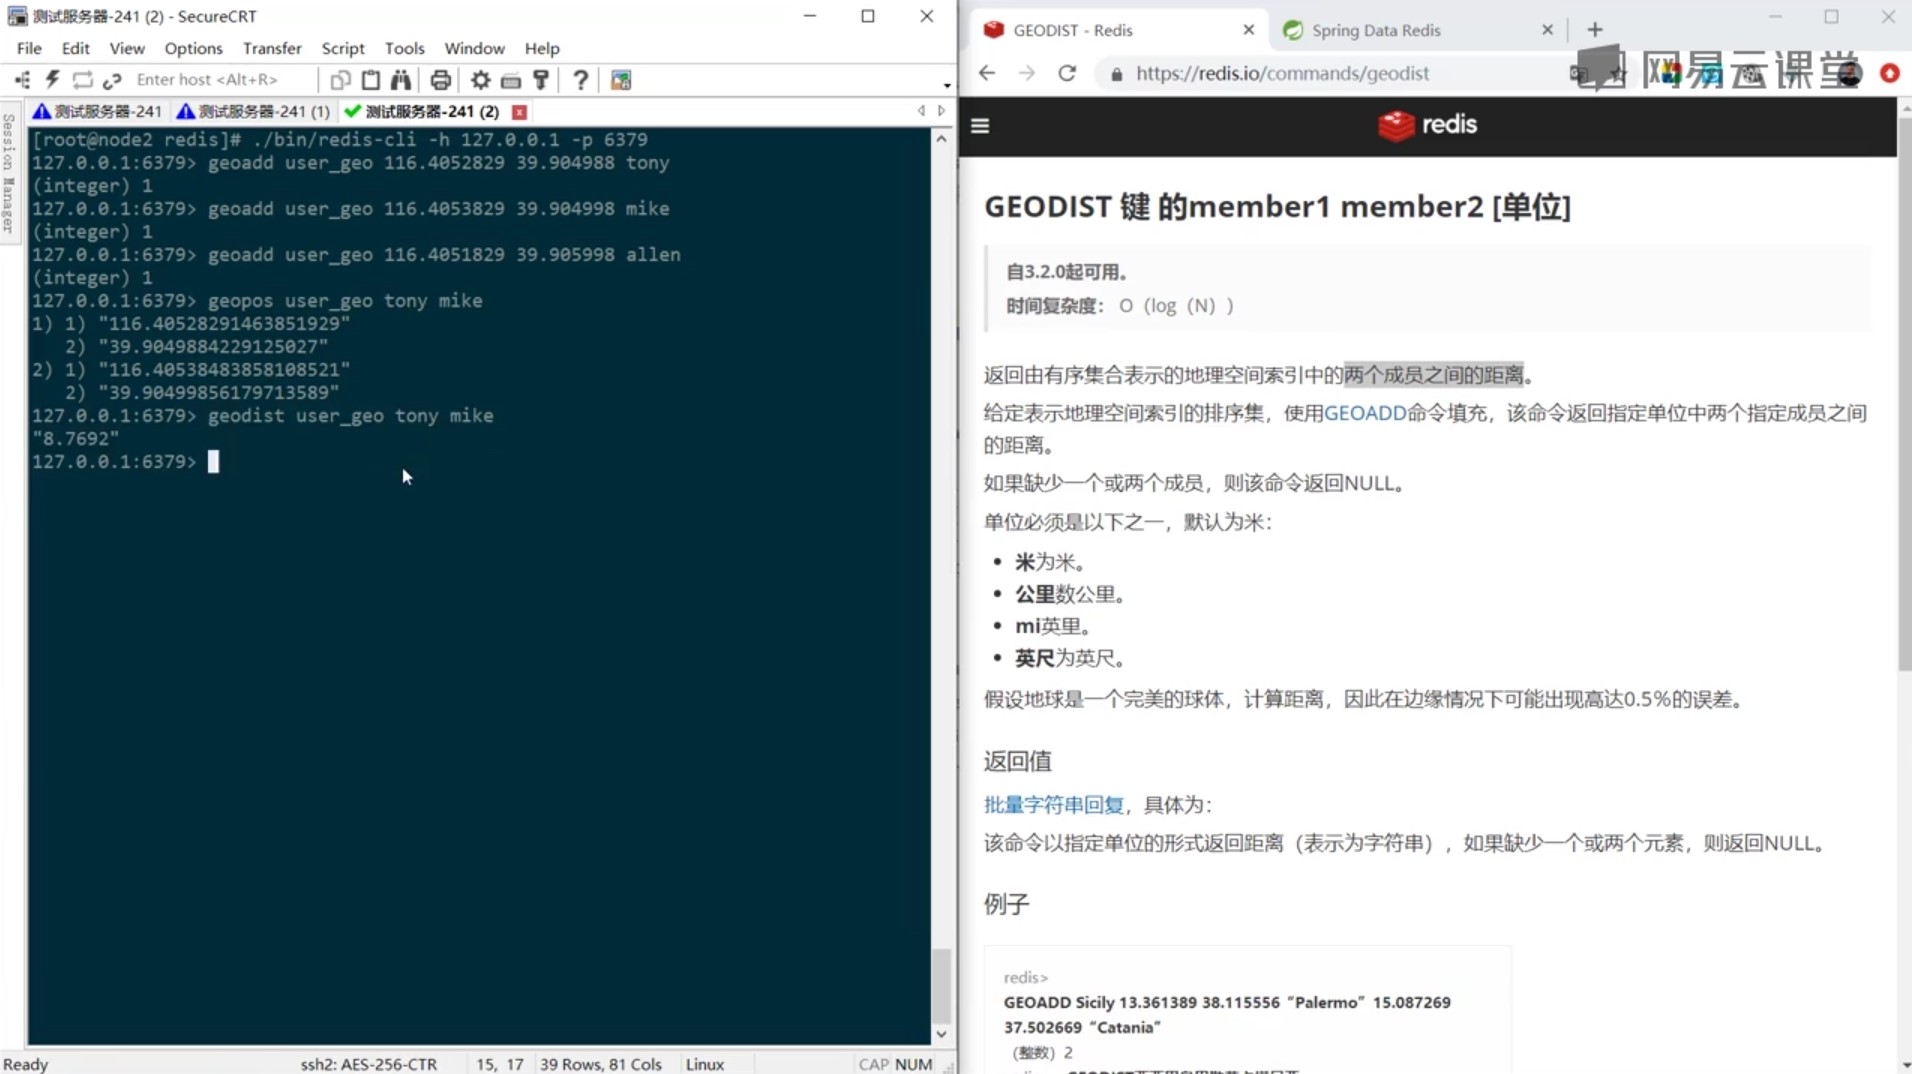 测试服务器-241 (2) - SecureCRT
File Edit View Options Transfer Script Tools Window Help
Enter host <Alt+R>
测试服务器-241 测试服务器-241 (1) 测试服务器-241 (2)
Session Manager
[root@node2 redis]# ./bin/redis-cli -h 127.0.0.1 -p 6379
127.0.0.1:6379> geoadd user_geo 116.4052829 39.904988 tony
(integer) 1
127.0.0.1:6379> geoadd user_geo 116.4053829 39.904998 mike
(integer) 1
127.0.0.1:6379> geoadd user_geo 116.4051829 39.905998 allen
(integer) 1
127.0.0.1:6379> geopos user_geo tony mike
1) 1) "116.40528291463851929"
2) "39.9049884229125027"
2) 1) "116.40538483858108521"
2) "39.90499856179713589"
127.0.0.1:6379> geodist user_geo tony mike
"8.7692"
127.0.0.1:6379>
Ready ssh2: AES-256-CTR 15, 17 39 Rows, 81 Cols Linux CAP NUM
GEODIST - Redis Spring Data Redis
https://redis.io/commands/geodist
网易云课堂
redis
GEODIST 键 的member1 member2 [单位]
自3.2.0起可用。
时间复杂度： O（log（N））
返回由有序集合表示的地理空间索引中的两个成员之间的距离。
给定表示地理空间索引的排序集，使用GEOADD命令填充，该命令返回指定单位中两个指定成员之间
的距离。
如果缺少一个或两个成员，则该命令返回NULL。
单位必须是以下之一，默认为米：
• 米为米。
• 公里数公里。
• mi英里。
• 英尺为英尺。
假设地球是一个完美的球体，计算距离，因此在边缘情况下可能出现高达0.5％的误差。
返回值
批量字符串回复，具体为：
该命令以指定单位的形式返回距离（表示为字符串），如果缺少一个或两个元素，则返回NULL。
例子
redis>
GEOADD Sicily 13.361389 38.115556“Palermo”15.087269
37.502669“Catania”
（整数）2